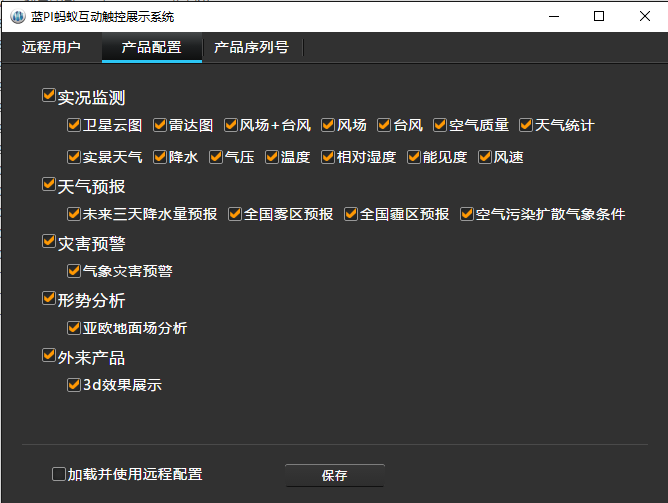 蓝PI蚂蚁互动触控展示系统
远程用户 产品配置 产品序列号
实况监测
卫星云图 雷达图 风场+台风 风场 台风 空气质量 天气统计
实景天气 降水 气压 温度 相对湿度 能见度 风速
天气预报
未来三天降水量预报 全国雾区预报 全国霾区预报 空气污染扩散气象条件
灾害预警
气象灾害预警
形势分析
亚欧地面场分析
外来产品
3d效果展示
加载并使用远程配置 保存